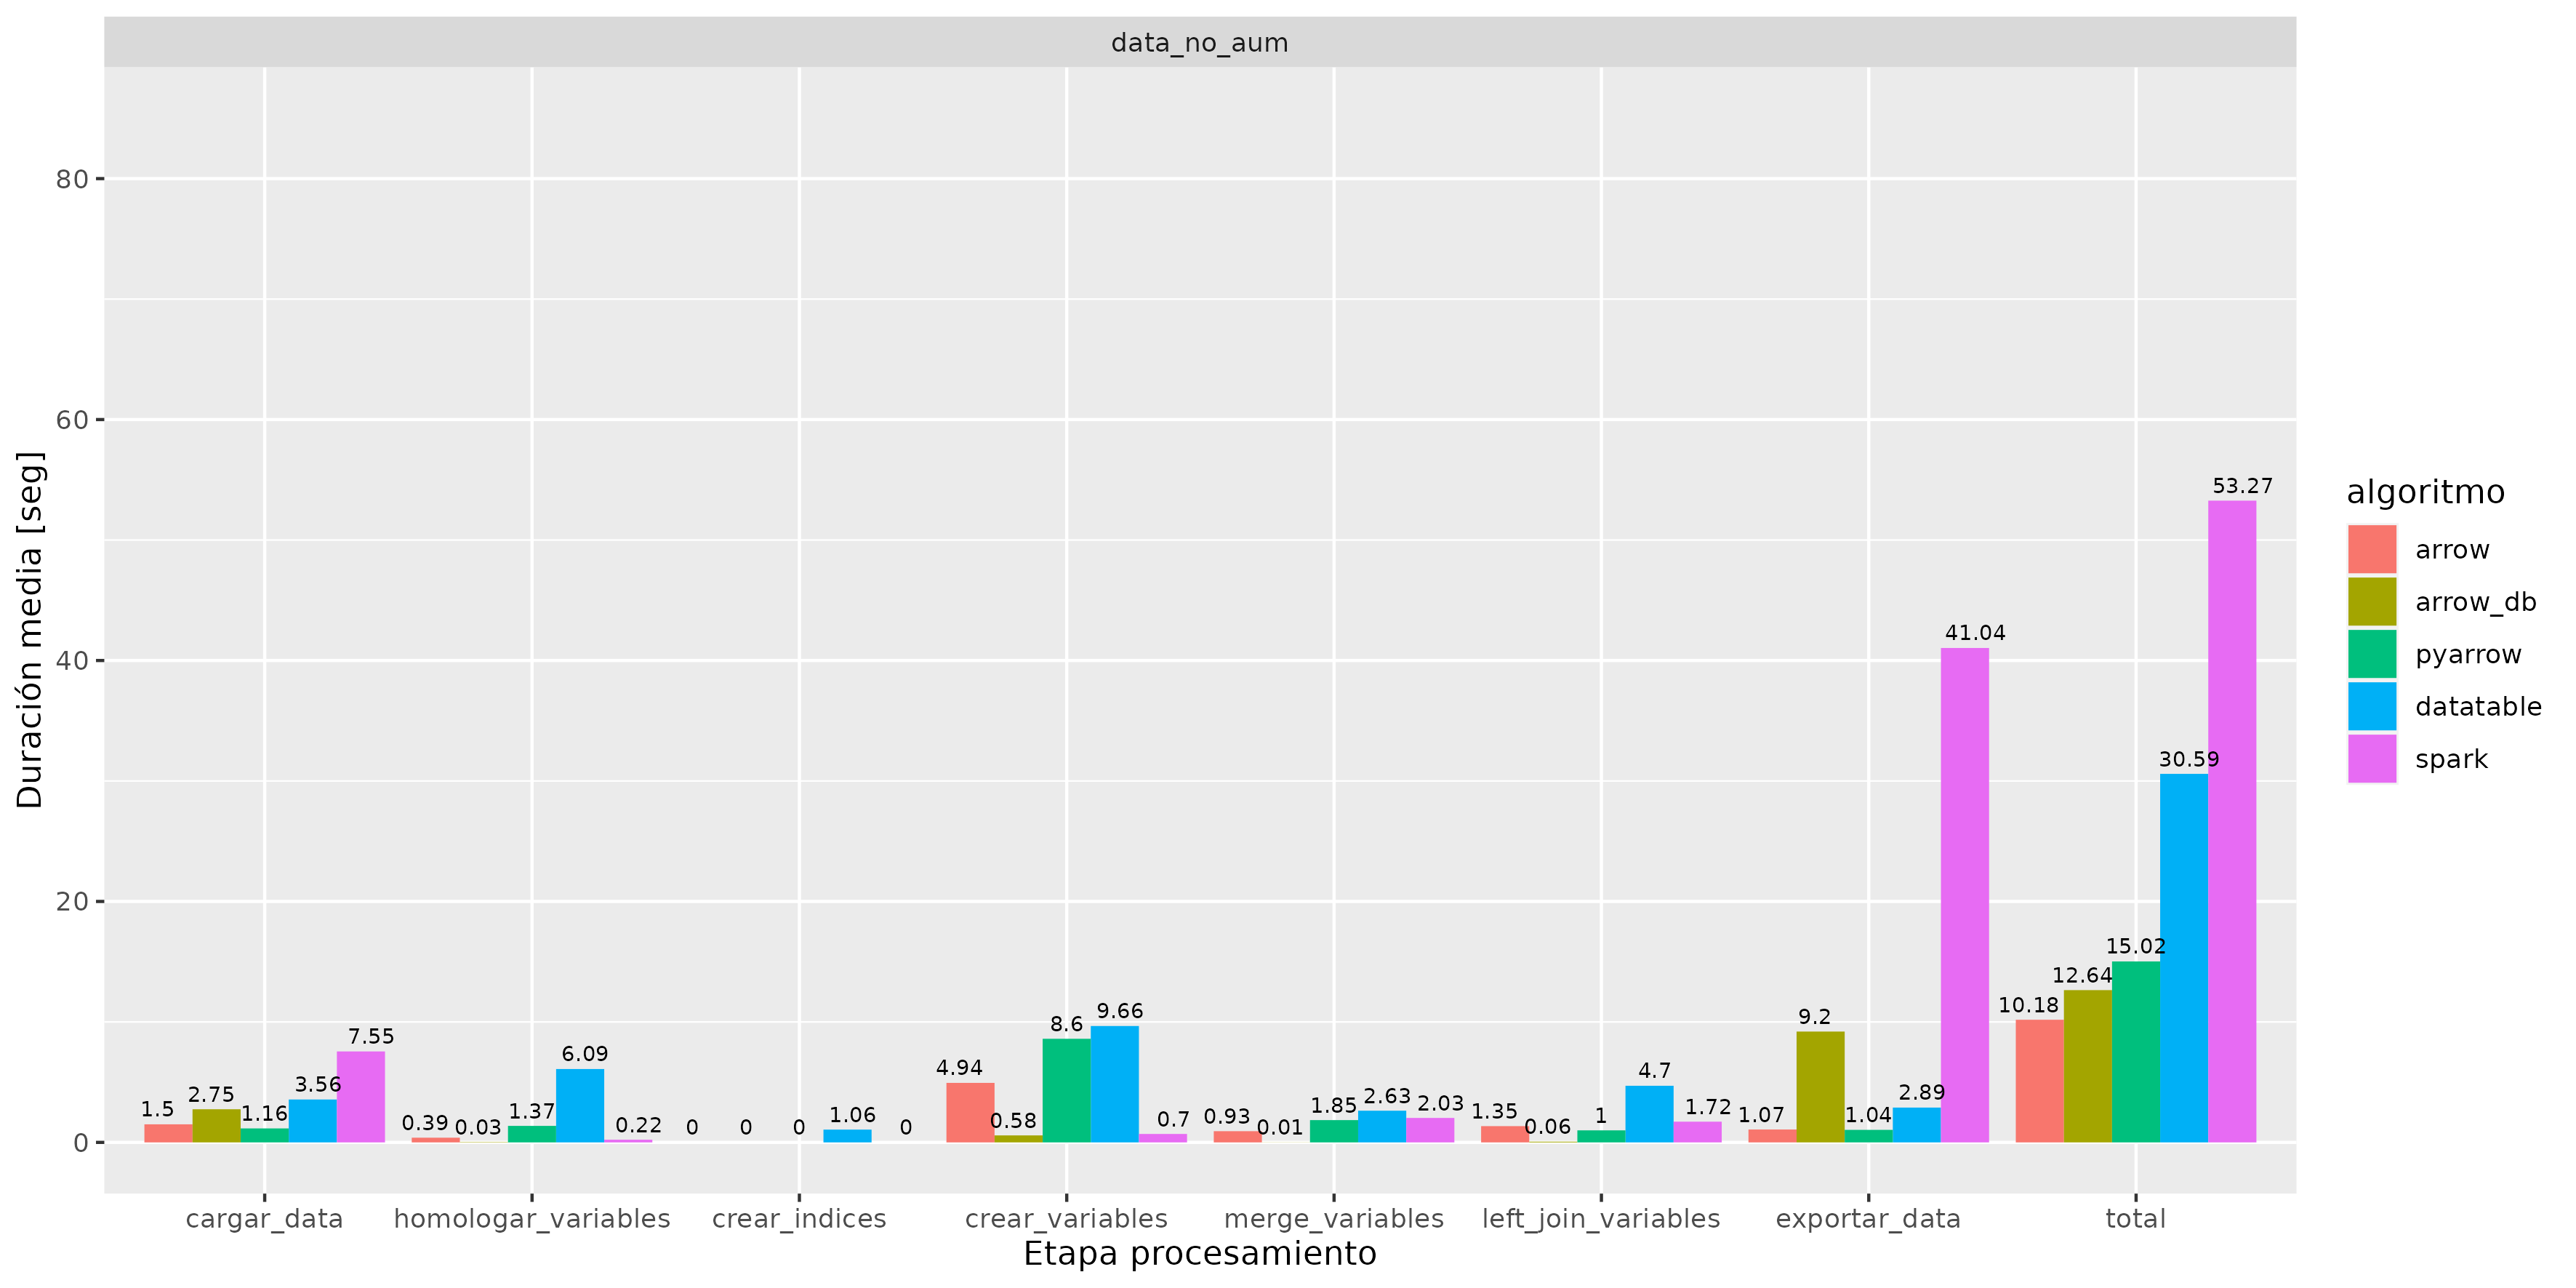 data_no_aum
Duración media [seg]
80
60
40
20
0
1.5
2.75
1.16
3.56
7.55
0.39
0.03
1.37
6.09
0.22
0
0
0
1.06
0
4.94
0.58
8.6
9.66
0.7
0.93
0.01
1.85
2.63
2.03
1.35
0.06
1
4.7
1.72
1.07
9.2
1.04
2.89
41.04
10.18
12.64
15.02
30.59
53.27
cargar_data
homologar_variables
crear_indices
crear_variables
merge_variables
left_join_variables
exportar_data
total
Etapa procesamiento
algoritmo
arrow
arrow_db
pyarrow
datatable
spark